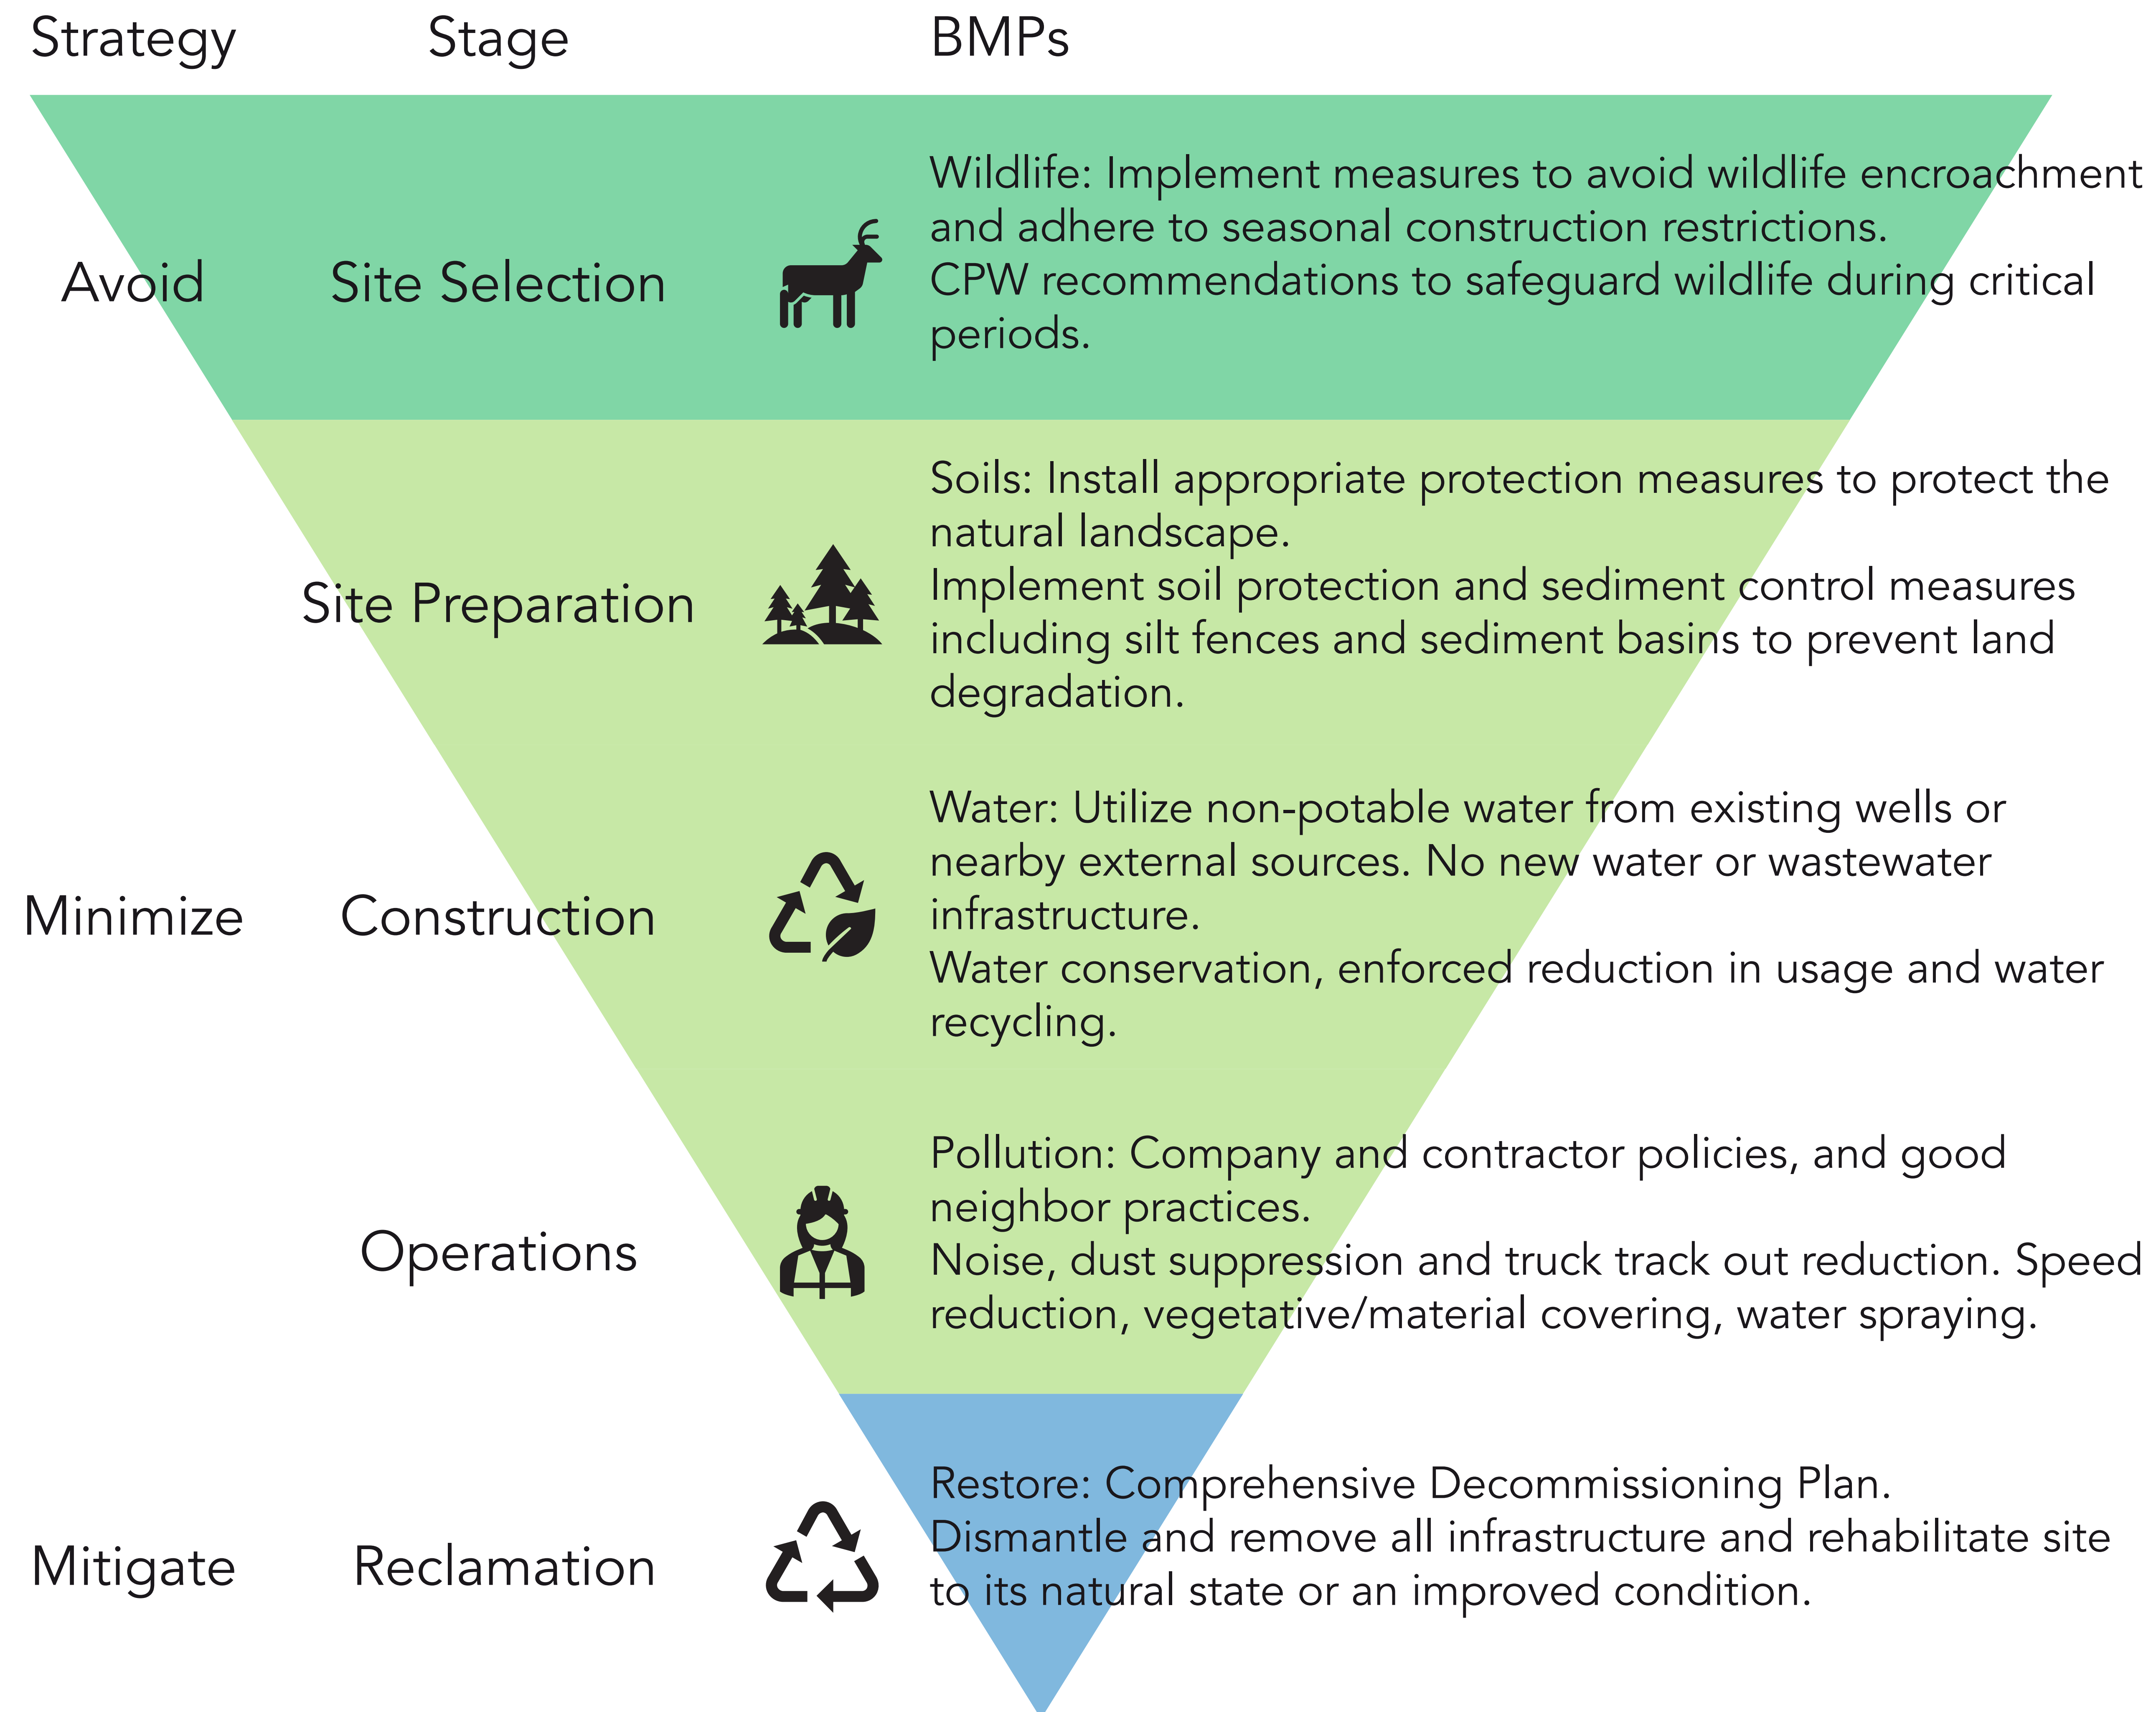 Strategy Stage BMPs
Avoid Site Selection
Wildlife: Implement measures to avoid wildlife encroachment
and adhere to seasonal construction restrictions.
CPW recommendations to safeguard wildlife during critical
periods.
Site Preparation
Soils: Install appropriate protection measures to protect the
natural landscape.
Implement soil protection and sediment control measures
including silt fences and sediment basins to prevent land
degradation.
Minimize Construction
Water: Utilize non-potable water from existing wells or
nearby external sources. No new water or wastewater
infrastructure.
Water conservation, enforced reduction in usage and water
recycling.
Operations
Pollution: Company and contractor policies, and good
neighbor practices.
Noise, dust suppression and truck track out reduction. Speed
reduction, vegetative/material covering, water spraying.
Mitigate Reclamation
Restore: Comprehensive Decommissioning Plan.
Dismantle and remove all infrastructure and rehabilitate site
to its natural state or an improved condition.